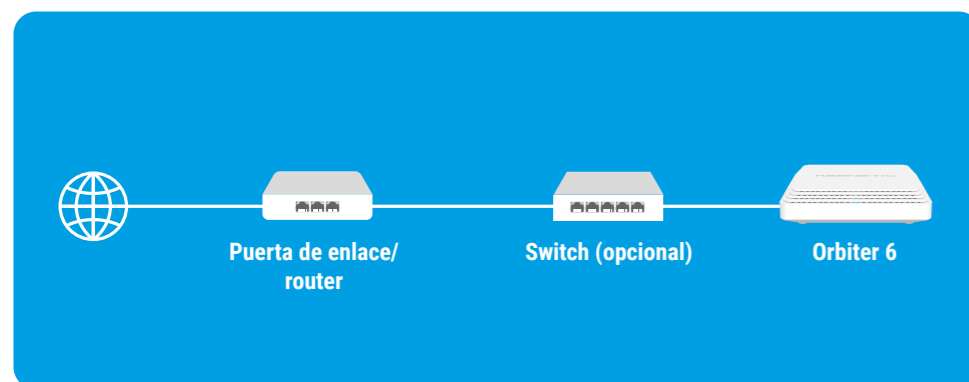 Puerta de enlace/
router
Switch (opcional)
Orbiter 6